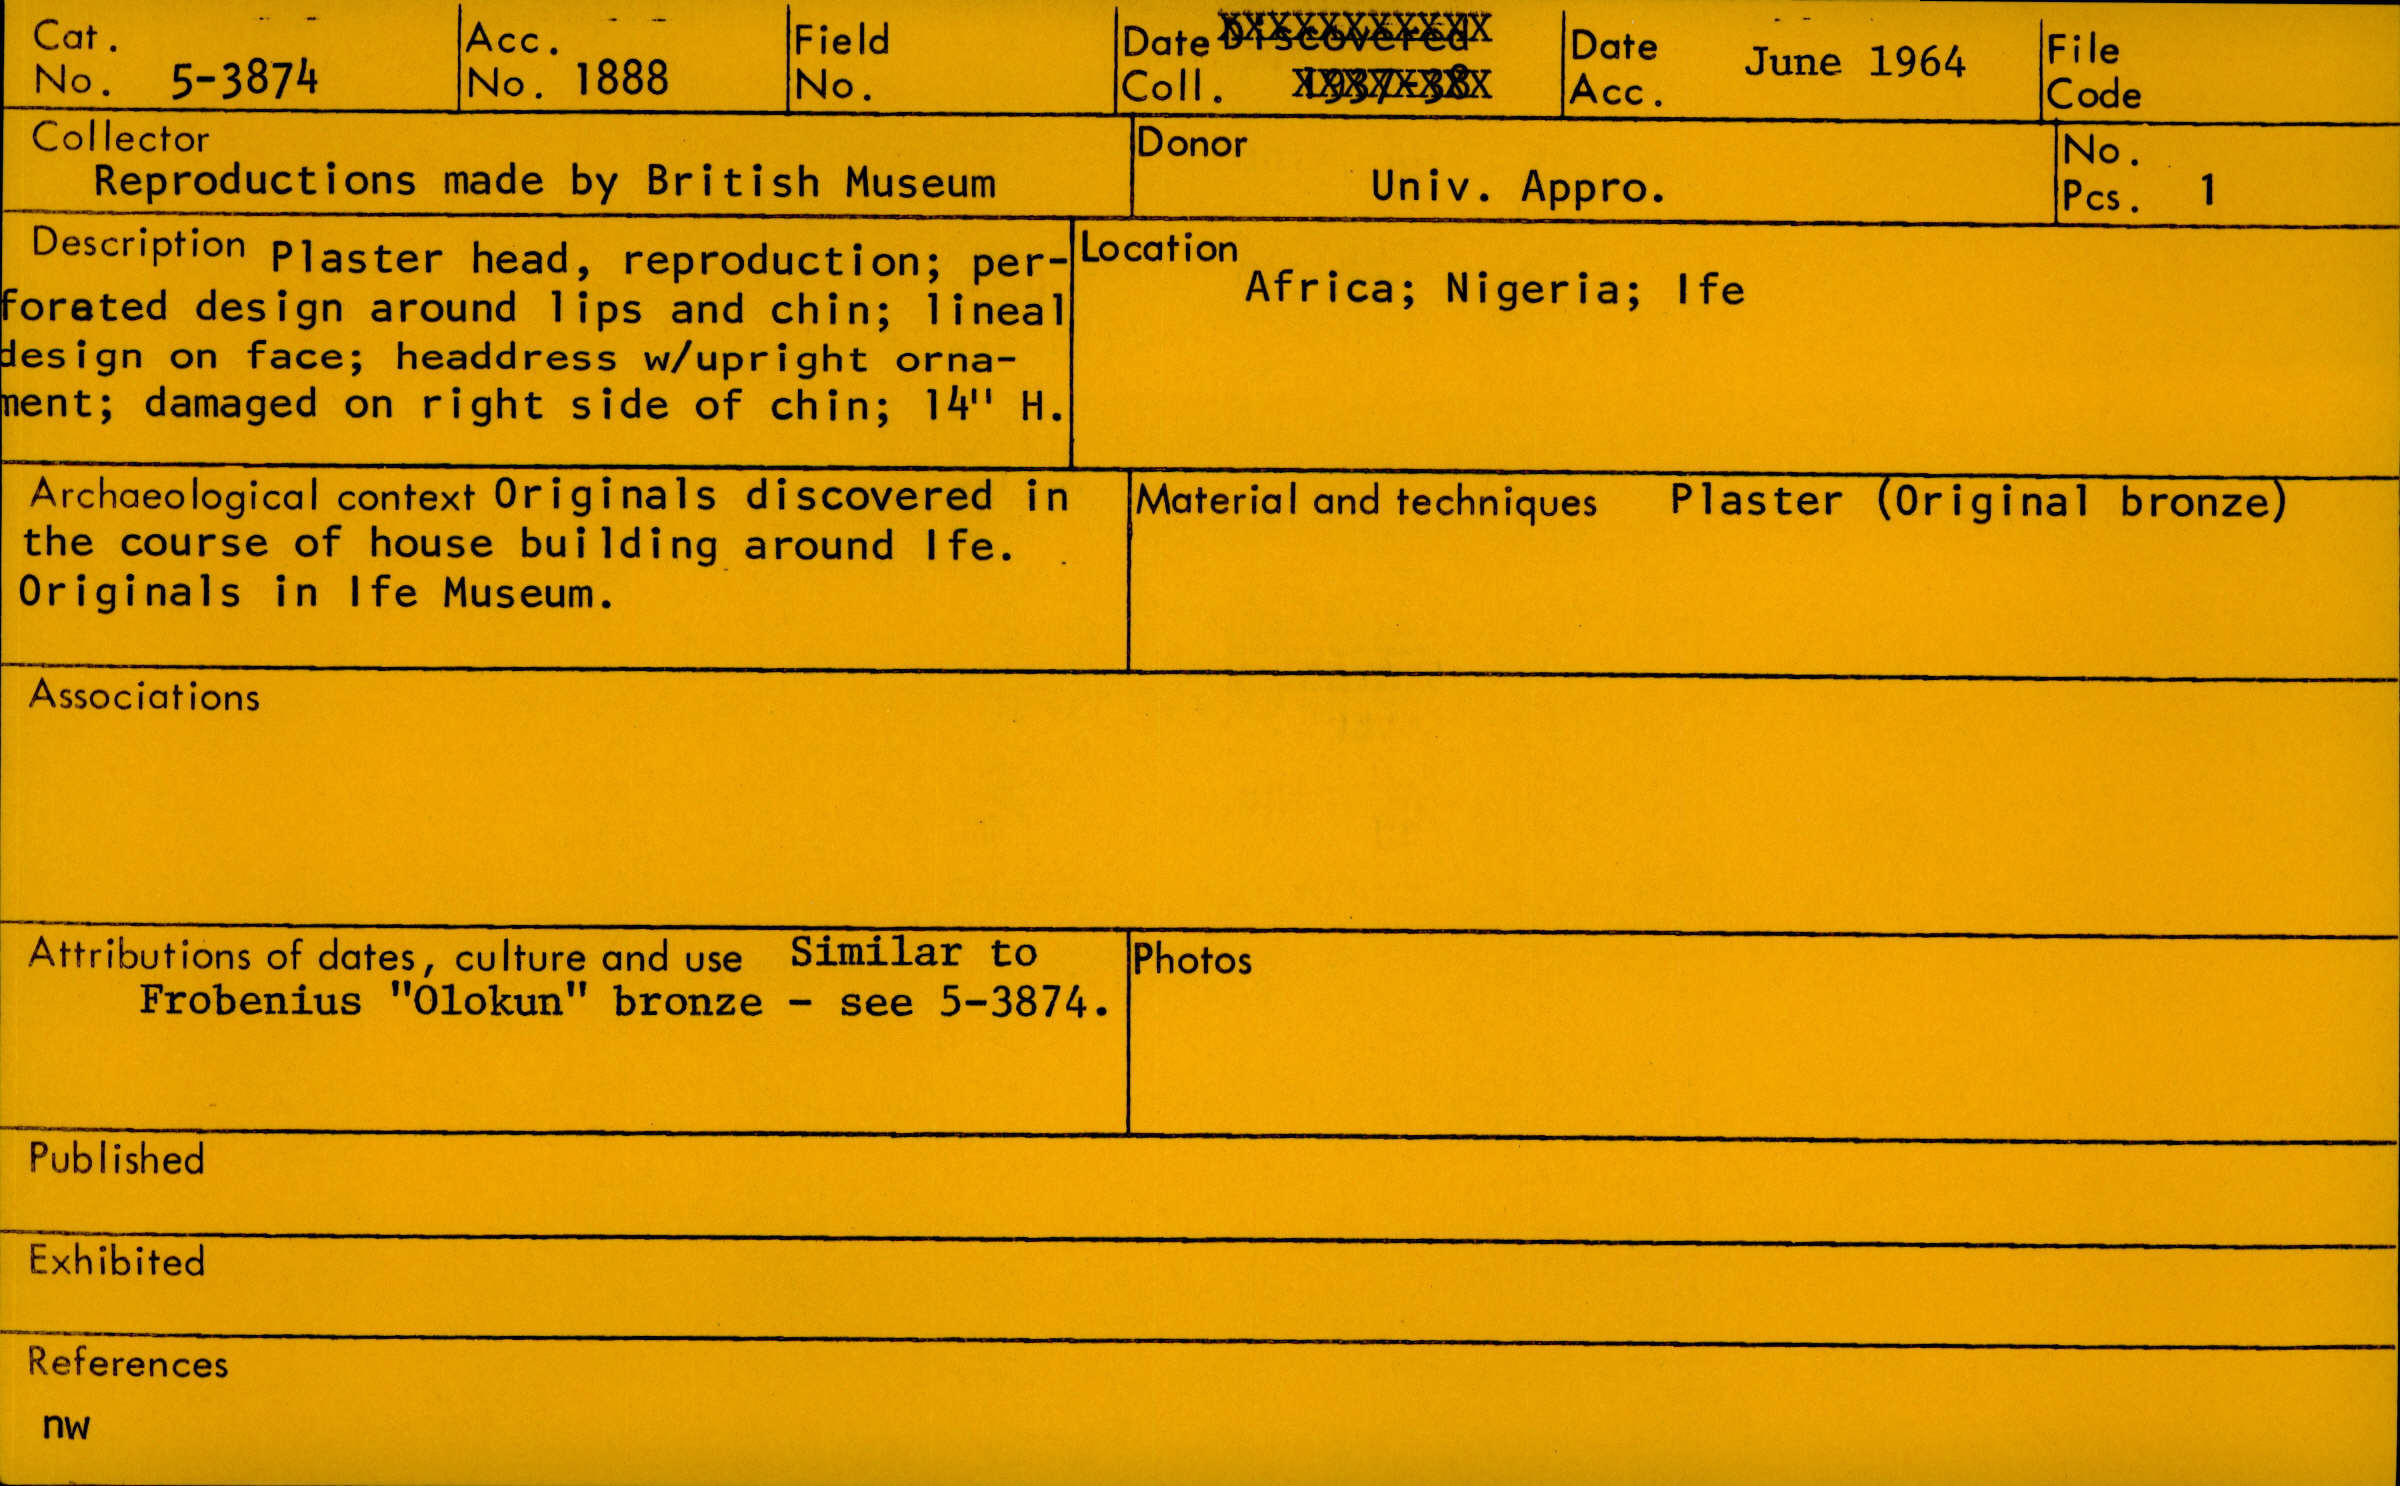 Cat. No. 5-3874
Acc. No. 1888
Field No.
Date Coll. Discovered 1937-38
Date Acc. June 1964
File Code
Collector
Reproductions made by British Museum
Donor
Univ. Appro.
No. Pcs. 1
Description Plaster head, reproduction; per-
forated design around lips and chin; lineal
design on face; headdress w/upright orna-
ment; damaged on right side of chin; 14" H.
Location
Africa; Nigeria; Ife
Archaeological context Originals discovered in
the course of house building around Ife.
Originals in Ife Museum.
Material and techniques Plaster (Original bronze)
Associations
Attributions of dates, culture and use Similar to
Frobenius "Olokun" bronze - see 5-3874.
Photos
Published
Exhibited
References
nw